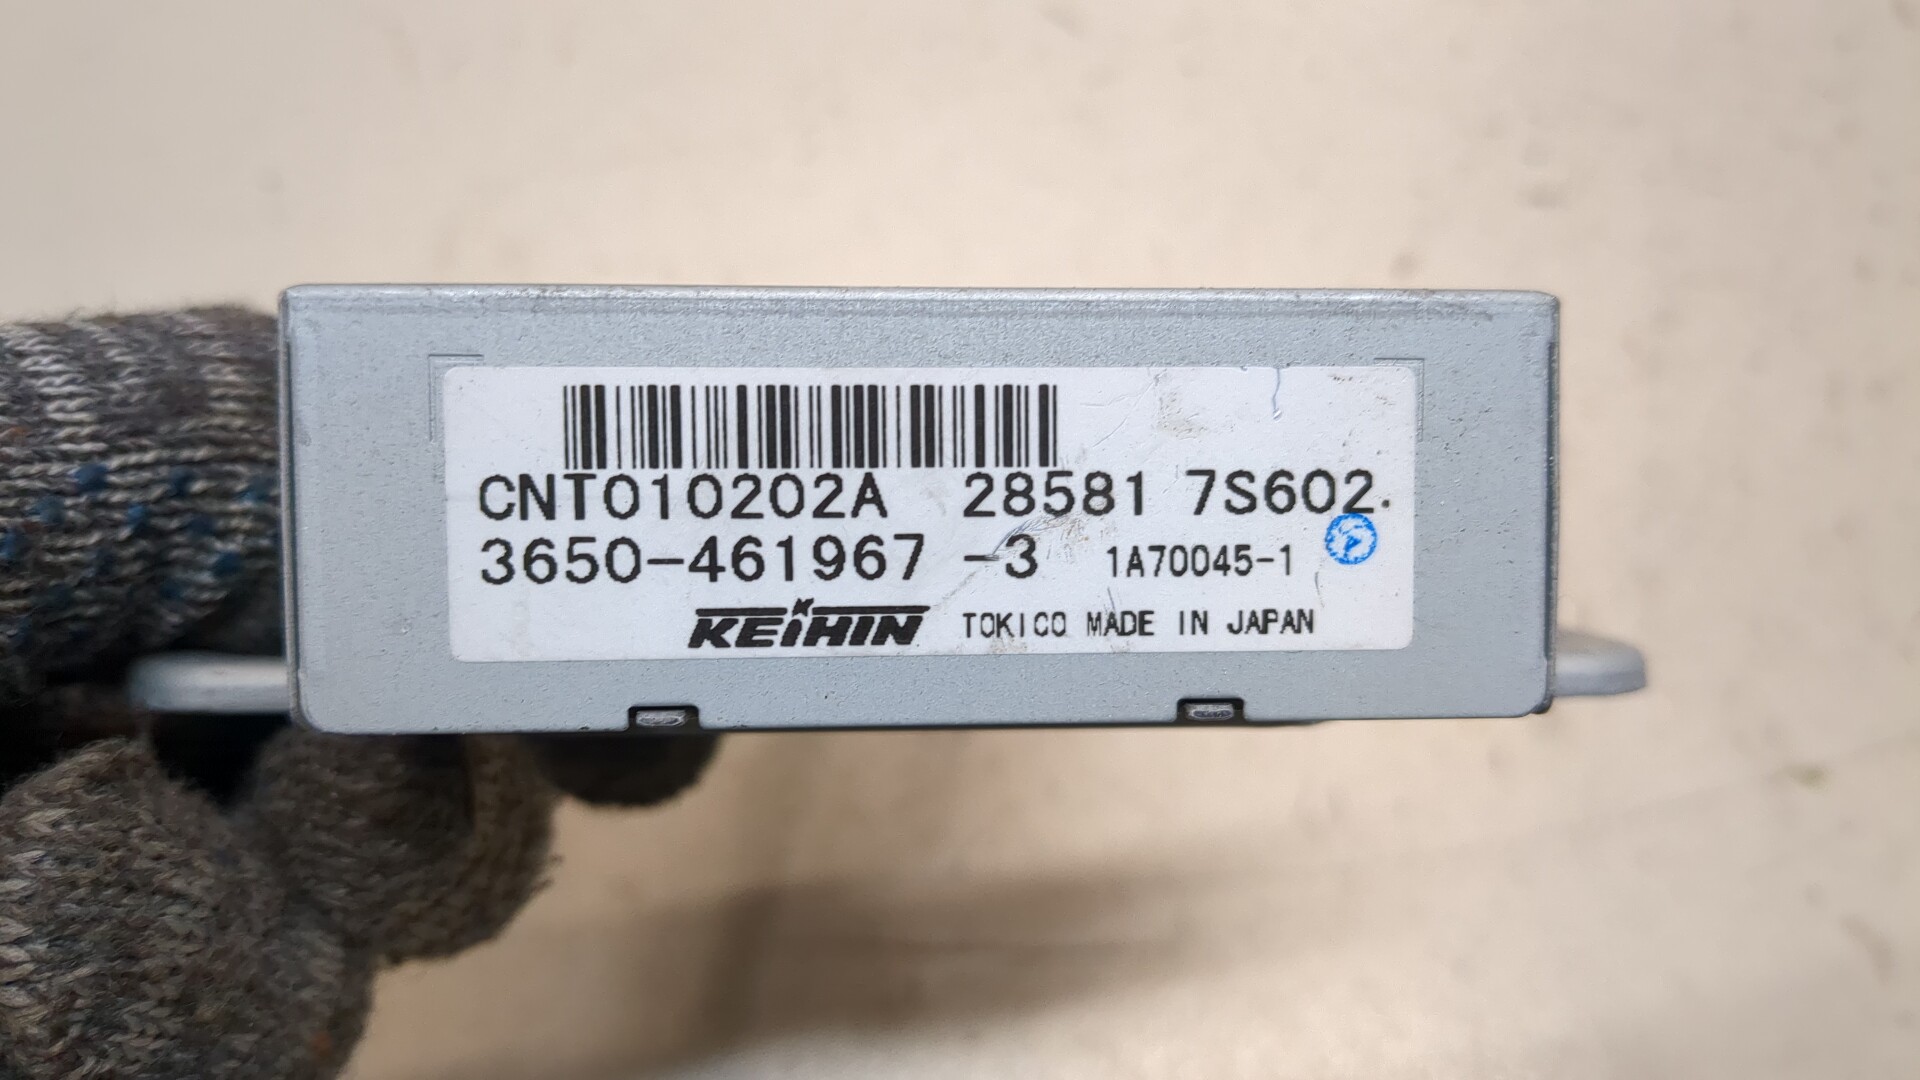 CNT010202A 28581 7S602.
3650-461967 -3 1A70045-1
KEIHIN TOKICO MADE IN JAPAN